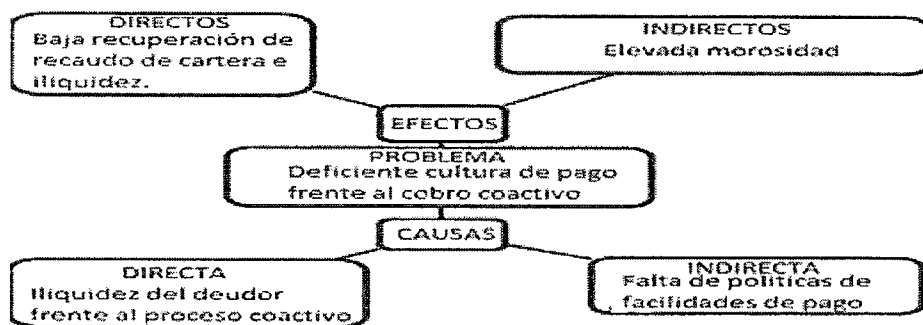 DIRECTOS
Baja recuperación de
recaudo de cartera e
iliquidez.
INDIRECTOS
Elevada morosidad
EFECTOS
PROBLEMA
Deficiente cultura de pago
frente al cobro coactivo
CAUSAS
DIRECTA
Iliquidez del deudor
frente al proceso coactivo
INDIRECTA
Falta de políticas de
facilidades de pago